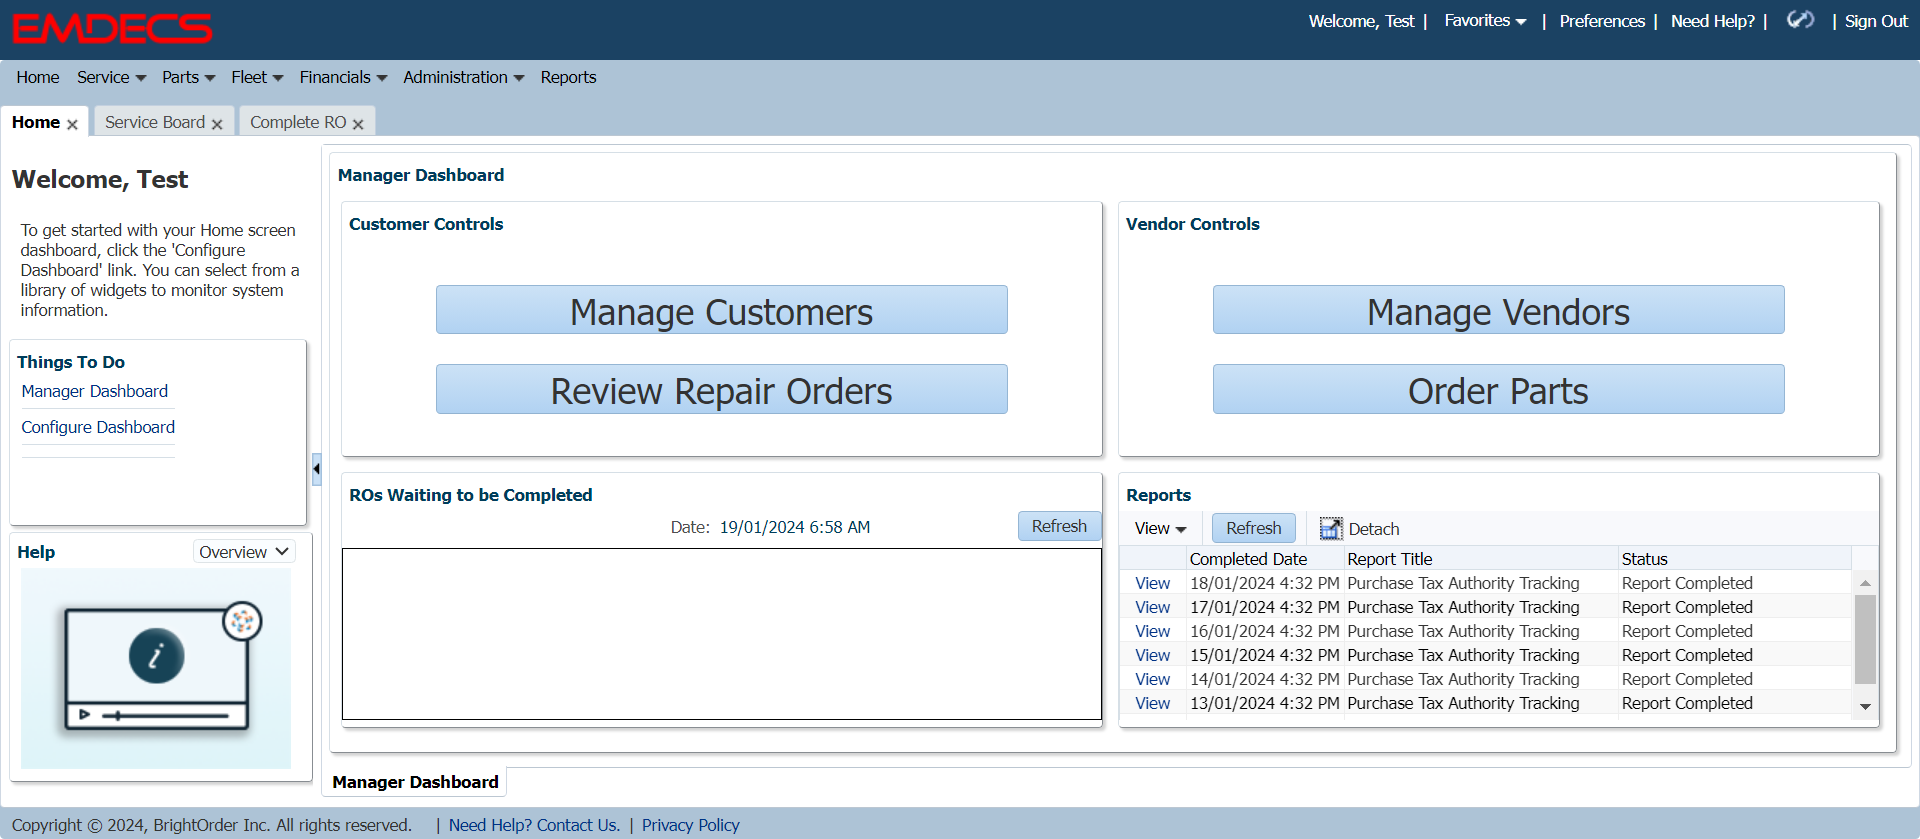 EMDECS
Welcome, Test | Favorites | Preferences | Need Help? | | Sign Out
Home Service Parts Fleet Financials Administration Reports
Home Service Board Complete RO
Welcome, Test
To get started with your Home screen
dashboard, click the 'Configure
Dashboard' link. You can select from a
library of widgets to monitor system
information.
Things To Do
Manager Dashboard
Configure Dashboard
Help Overview
i
Manager Dashboard
Customer Controls
Manage Customers
Review Repair Orders
Vendor Controls
Manage Vendors
Order Parts
ROs Waiting to be Completed
Date: 19/01/2024 6:58 AM Refresh
Reports
View Refresh Detach
Completed Date Report Title Status
View 18/01/2024 4:32 PM Purchase Tax Authority Tracking Report Completed
View 17/01/2024 4:32 PM Purchase Tax Authority Tracking Report Completed
View 16/01/2024 4:32 PM Purchase Tax Authority Tracking Report Completed
View 15/01/2024 4:32 PM Purchase Tax Authority Tracking Report Completed
View 14/01/2024 4:32 PM Purchase Tax Authority Tracking Report Completed
View 13/01/2024 4:32 PM Purchase Tax Authority Tracking Report Completed
Manager Dashboard
Copyright © 2024, BrightOrder Inc. All rights reserved. | Need Help? Contact Us. | Privacy Policy